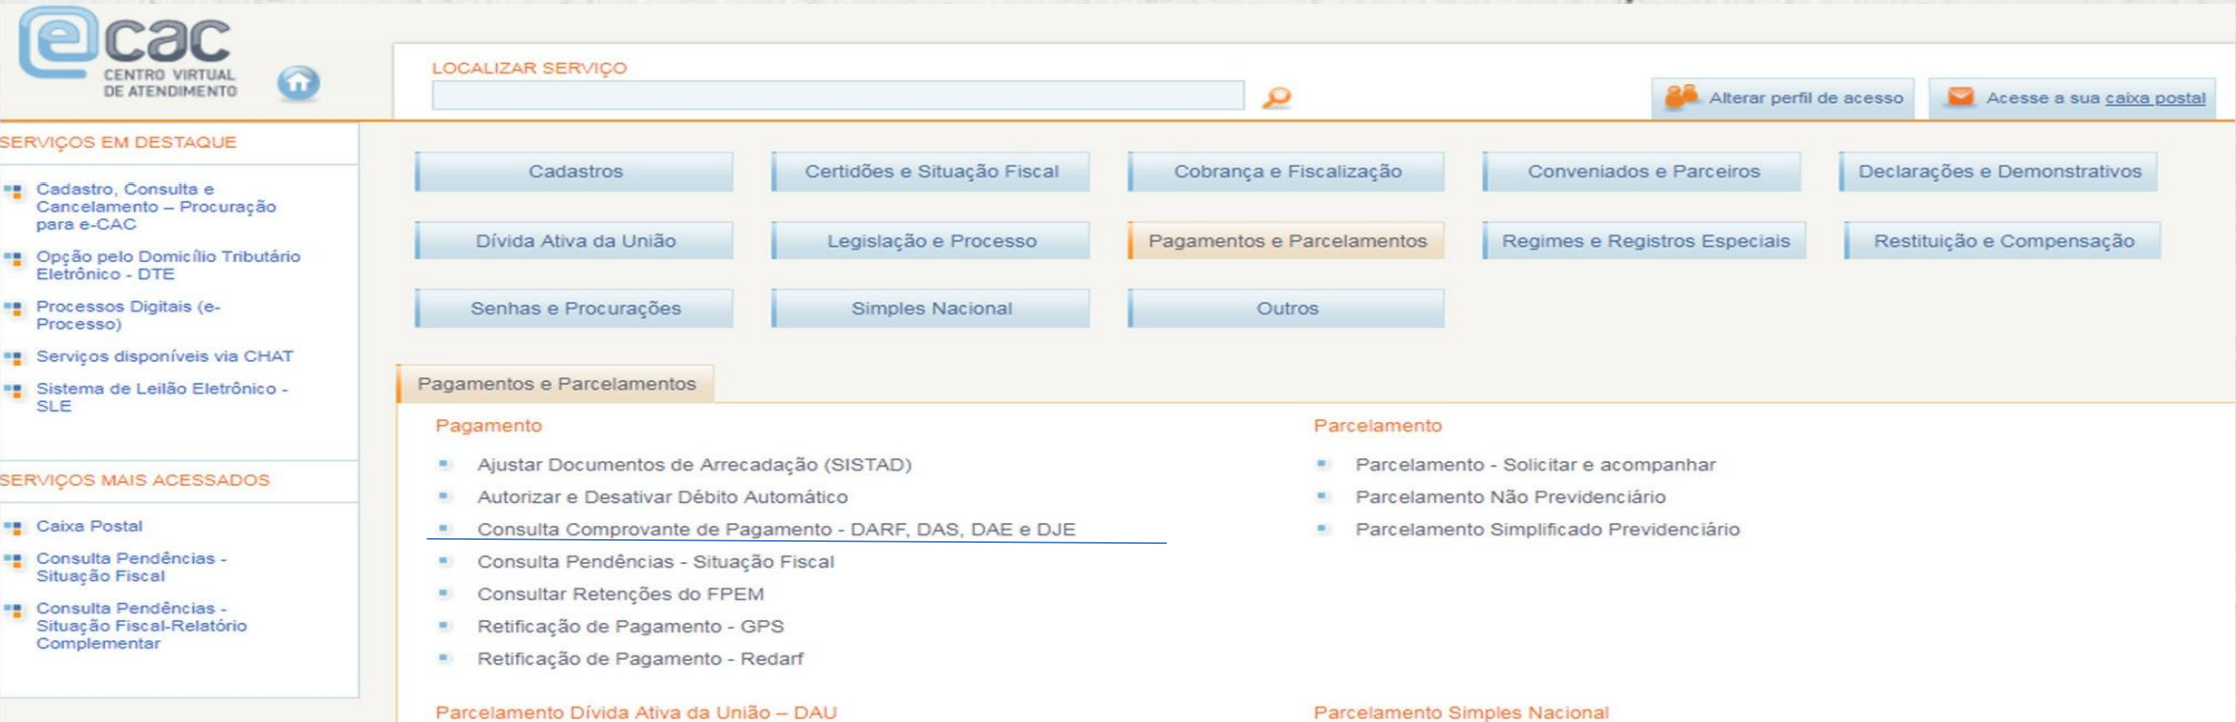 e cac
CENTRO VIRTUAL
DE ATENDIMENTO
LOCALIZAR SERVIÇO
Alterar perfil de acesso
Acesse a sua caixa postal
SERVIÇOS EM DESTAQUE
Cadastro, Consulta e
Cancelamento – Procuração
para e-CAC
Opção pelo Domicílio Tributário
Eletrônico - DTE
Processos Digitais (e-
Processo)
Serviços disponíveis via CHAT
Sistema de Leilão Eletrônico -
SLE
SERVIÇOS MAIS ACESSADOS
Caixa Postal
Consulta Pendências -
Situação Fiscal
Consulta Pendências -
Situação Fiscal-Relatório
Complementar
Cadastros
Certidões e Situação Fiscal
Cobrança e Fiscalização
Conveniados e Parceiros
Declarações e Demonstrativos
Dívida Ativa da União
Legislação e Processo
Pagamentos e Parcelamentos
Regimes e Registros Especiais
Restituição e Compensação
Senhas e Procurações
Simples Nacional
Outros
Pagamentos e Parcelamentos
Pagamento
Ajustar Documentos de Arrecadação (SISTAD)
Autorizar e Desativar Débito Automático
Consulta Comprovante de Pagamento - DARF, DAS, DAE e DJE
Consulta Pendências - Situação Fiscal
Consultar Retenções do FPEM
Retificação de Pagamento - GPS
Retificação de Pagamento - Redarf
Parcelamento
Parcelamento - Solicitar e acompanhar
Parcelamento Não Previdenciário
Parcelamento Simplificado Previdenciário
Parcelamento Dívida Ativa da União – DAU
Parcelamento Simples Nacional